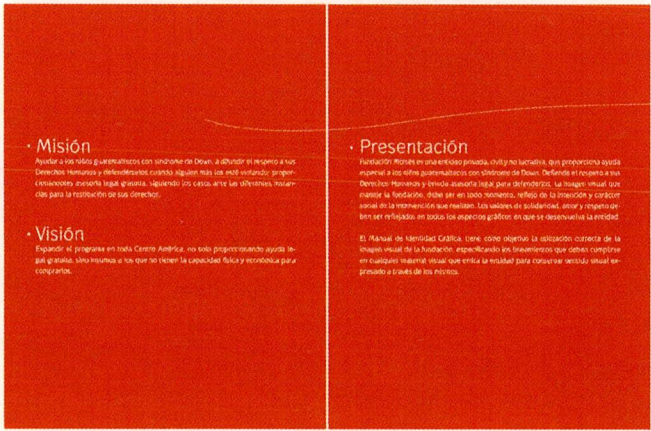 · Misión
Ayudar a los niños guatemaltecos con síndrome de Down, a difundir el respeto a sus
Derechos Humanos y defendérselos cuando alguien más los esté violando; propor-
cionándoles asesoría legal gratuita, siguiendo los casos ante las diferentes instan-
cias para la restitución de sus derechos.
· Visión
Expandir el programa en toda Centro América, no solo proporcionando ayuda le-
gal gratuita, sino insumos a los que no tienen la capacidad física y económica para
comprarlos.
· Presentación
Fundación Moisés es una entidad privada, civil y no lucrativa, que proporciona ayuda
especial a los niños guatemaltecos con síndrome de Down. Defiende el respeto a sus
Derechos Humanos y brinda asesoría legal para defenderlos. La imagen visual que
maneje la fundación, debe ser en todo momento, reflejo de la intención y carácter
social de la intervención que realizan. Los valores de solidaridad, amor y respeto de-
ben ser reflejados en todos los aspectos gráficos en que se desenvuelva la entidad.
El Manual de Identidad Gráfica, tiene como objetivo la utilización correcta de la
imagen visual de la fundación, especificando los lineamientos que deben cumplirse
en cualquier material visual que emita la entidad para conservar sentido visual ex-
presado a través de los mismos.